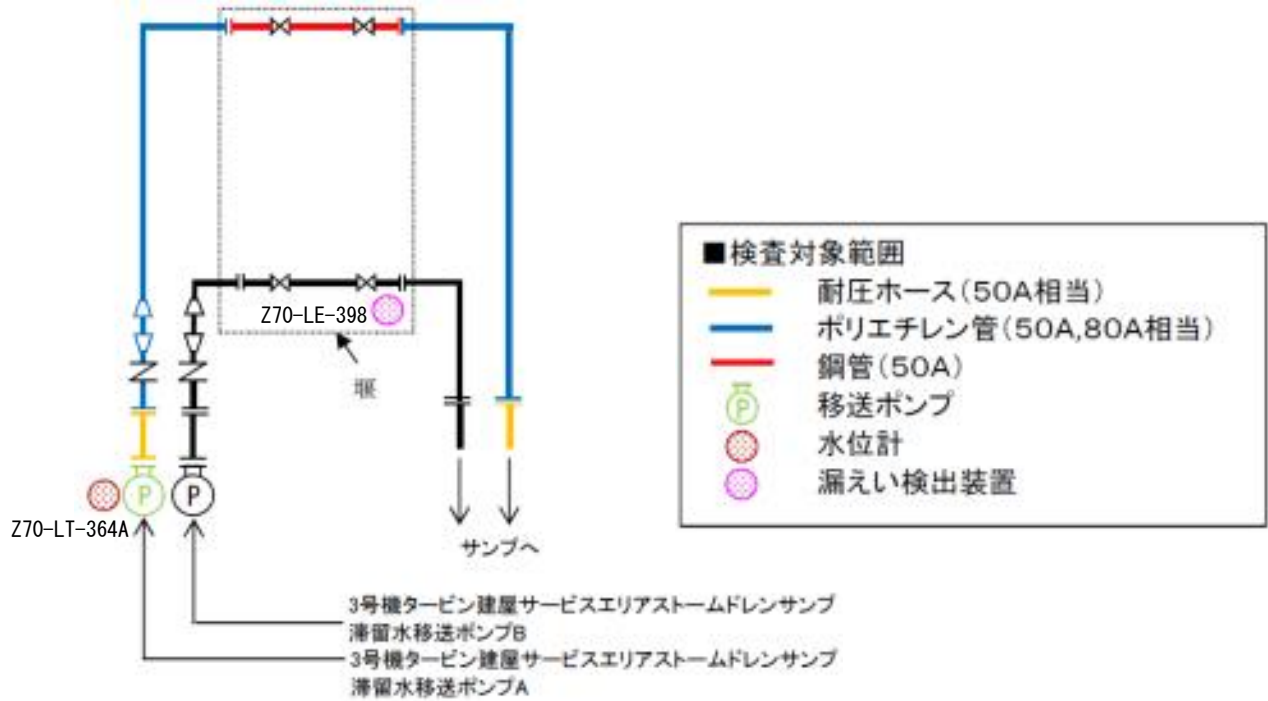 Z70-LE-398
堰
P
P
Z70-LT-364A
サンプへ
3号機タービン建屋サービスエリアストームドレンサンプ
滞留水移送ポンプB
3号機タービン建屋サービスエリアストームドレンサンプ
滞留水移送ポンプA
■検査対象範囲
耐圧ホース(50A相当)
ポリエチレン管(50A,80A相当)
鋼管(50A)
P
移送ポンプ
水位計
漏えい検出装置